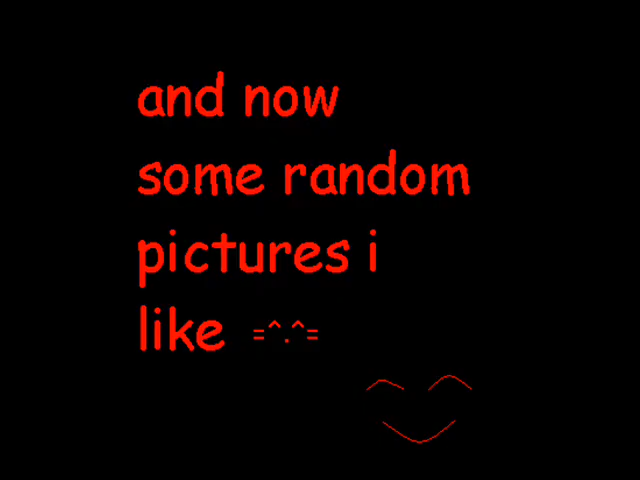 and now
some random
pictures i
like =^.^=